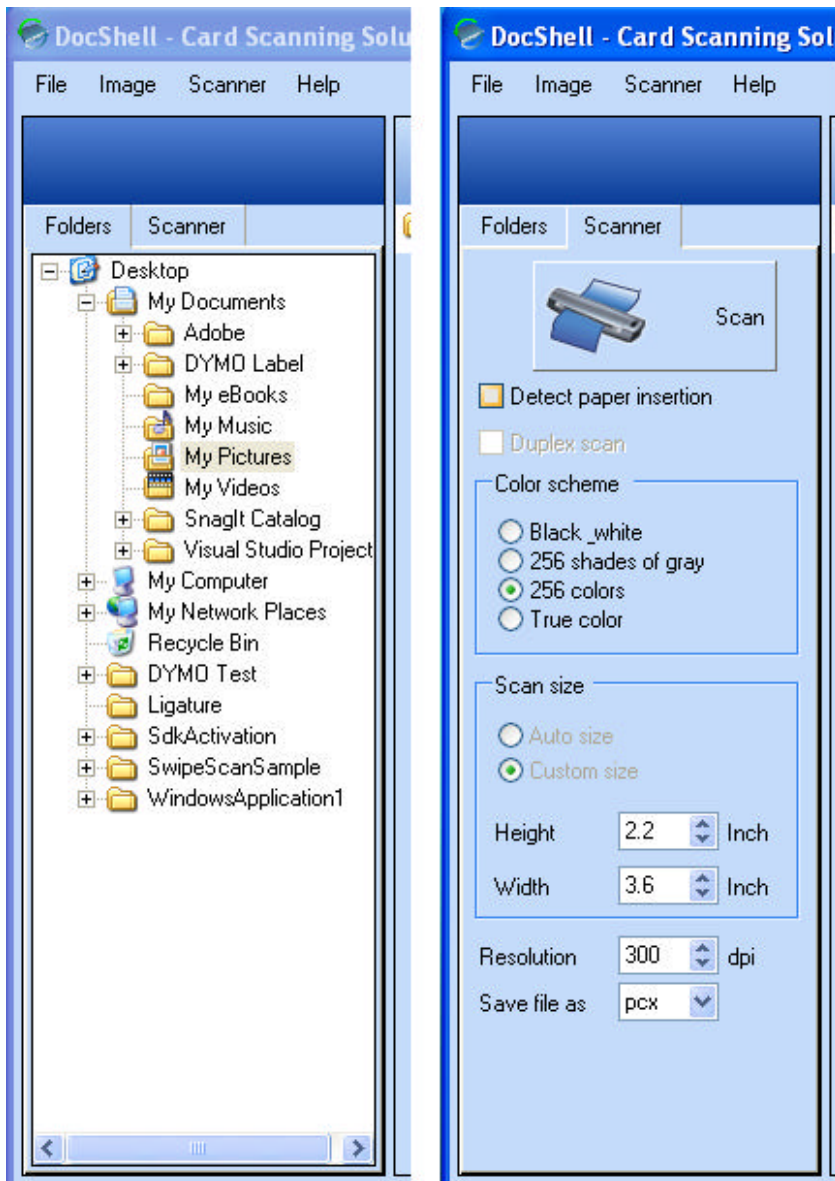 DocShell - Card Scanning Solu
File Image Scanner Help
Folders Scanner
Desktop
My Documents
Adobe
DYMO Label
My eBooks
My Music
My Pictures
My Videos
SnagIt Catalog
Visual Studio Project
My Computer
My Network Places
Recycle Bin
DYMO Test
Ligature
SdkActivation
SwipeScanSample
WindowsApplication1
DocShell - Card Scanning Sol
File Image Scanner Help
Folders Scanner
Scan
Detect paper insertion
Duplex scan
Color scheme
Black _white
256 shades of gray
256 colors
True color
Scan size
Auto size
Custom size
Height 2.2 Inch
Width 3.6 Inch
Resolution 300 dpi
Save file as pcx